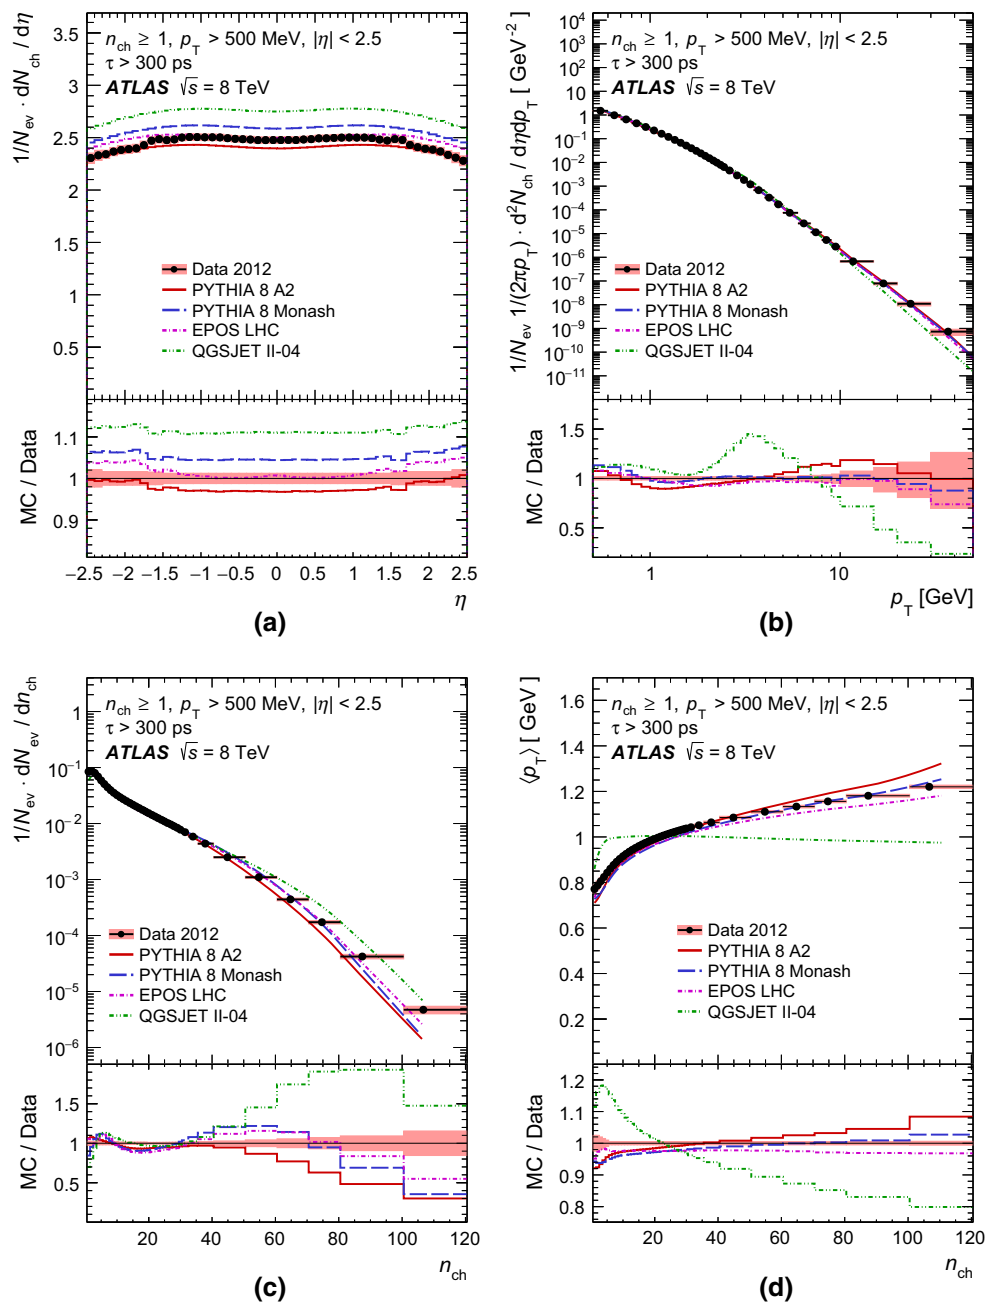 1/N_ev · dN_ch / dη
3.5
3
2.5
2
1.5
1
0.5
n_ch ≥ 1, p_T > 500 MeV, |η| < 2.5
τ > 300 ps
ATLAS √s = 8 TeV
Data 2012
PYTHIA 8 A2
PYTHIA 8 Monash
EPOS LHC
QGSJET II-04
MC / Data
1.1
1
0.9
−2.5 −2 −1.5 −1 −0.5 0 0.5 1 1.5 2 2.5
η
(a)
1/N_ev 1/(2πp_T) · d²N_ch / dηdp_T [ GeV⁻² ]
10⁴
10³
10²
10
1
10⁻¹
10⁻²
10⁻³
10⁻⁴
10⁻⁵
10⁻⁶
10⁻⁷
10⁻⁸
10⁻⁹
10⁻¹⁰
10⁻¹¹
n_ch ≥ 1, p_T > 500 MeV, |η| < 2.5
τ > 300 ps
ATLAS √s = 8 TeV
Data 2012
PYTHIA 8 A2
PYTHIA 8 Monash
EPOS LHC
QGSJET II-04
MC / Data
1.5
1
0.5
1 10
p_T [GeV]
(b)
1/N_ev · dN_ev / dn_ch
1
10⁻¹
10⁻²
10⁻³
10⁻⁴
10⁻⁵
10⁻⁶
n_ch ≥ 1, p_T > 500 MeV, |η| < 2.5
τ > 300 ps
ATLAS √s = 8 TeV
Data 2012
PYTHIA 8 A2
PYTHIA 8 Monash
EPOS LHC
QGSJET II-04
MC / Data
1.5
1
0.5
20 40 60 80 100 120
n_ch
(c)
⟨p_T⟩ [ GeV ]
1.6
1.4
1.2
1
0.8
0.6
0.4
0.2
n_ch ≥ 1, p_T > 500 MeV, |η| < 2.5
τ > 300 ps
ATLAS √s = 8 TeV
Data 2012
PYTHIA 8 A2
PYTHIA 8 Monash
EPOS LHC
QGSJET II-04
MC / Data
1.2
1.1
1
0.9
0.8
20 40 60 80 100 120
n_ch
(d)